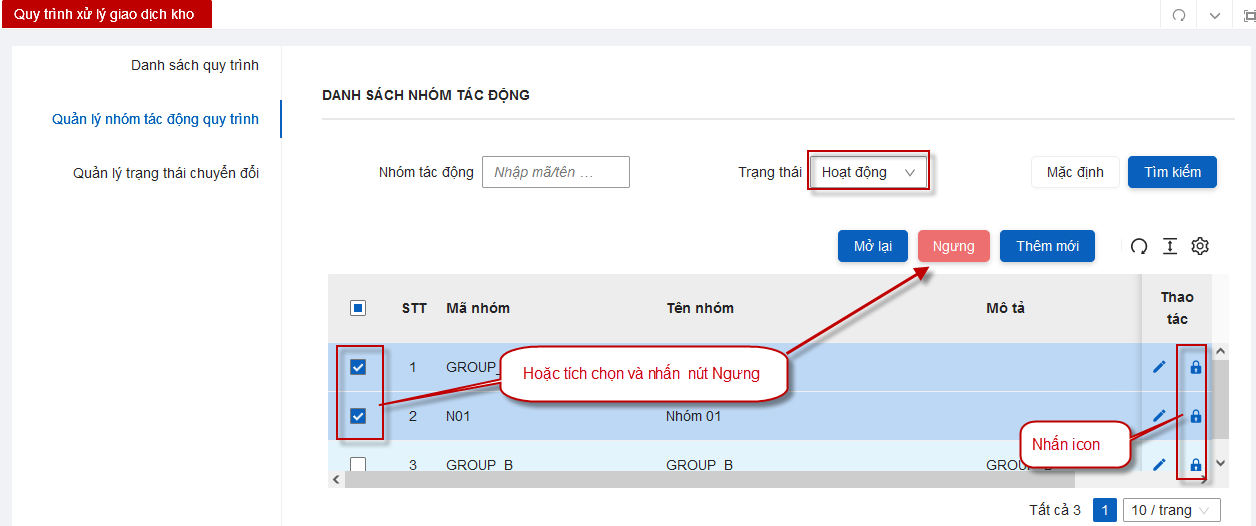 Quy trình xử lý giao dịch kho
Danh sách quy trình
Quản lý nhóm tác động quy trình
Quản lý trạng thái chuyển đổi
DANH SÁCH NHÓM TÁC ĐỘNG
Nhóm tác động Nhập mã/tên ... Trạng thái Hoạt động Mặc định Tìm kiếm
Mở lại Ngưng Thêm mới
STT Mã nhóm Tên nhóm Mô tả Thao tác
1 GROUP_
Hoặc tích chọn và nhấn nút Ngưng
2 N01 Nhóm 01
Nhấn icon
3 GROUP_B GROUP_B GROUP_B
Tất cả 3 1 10 / trang